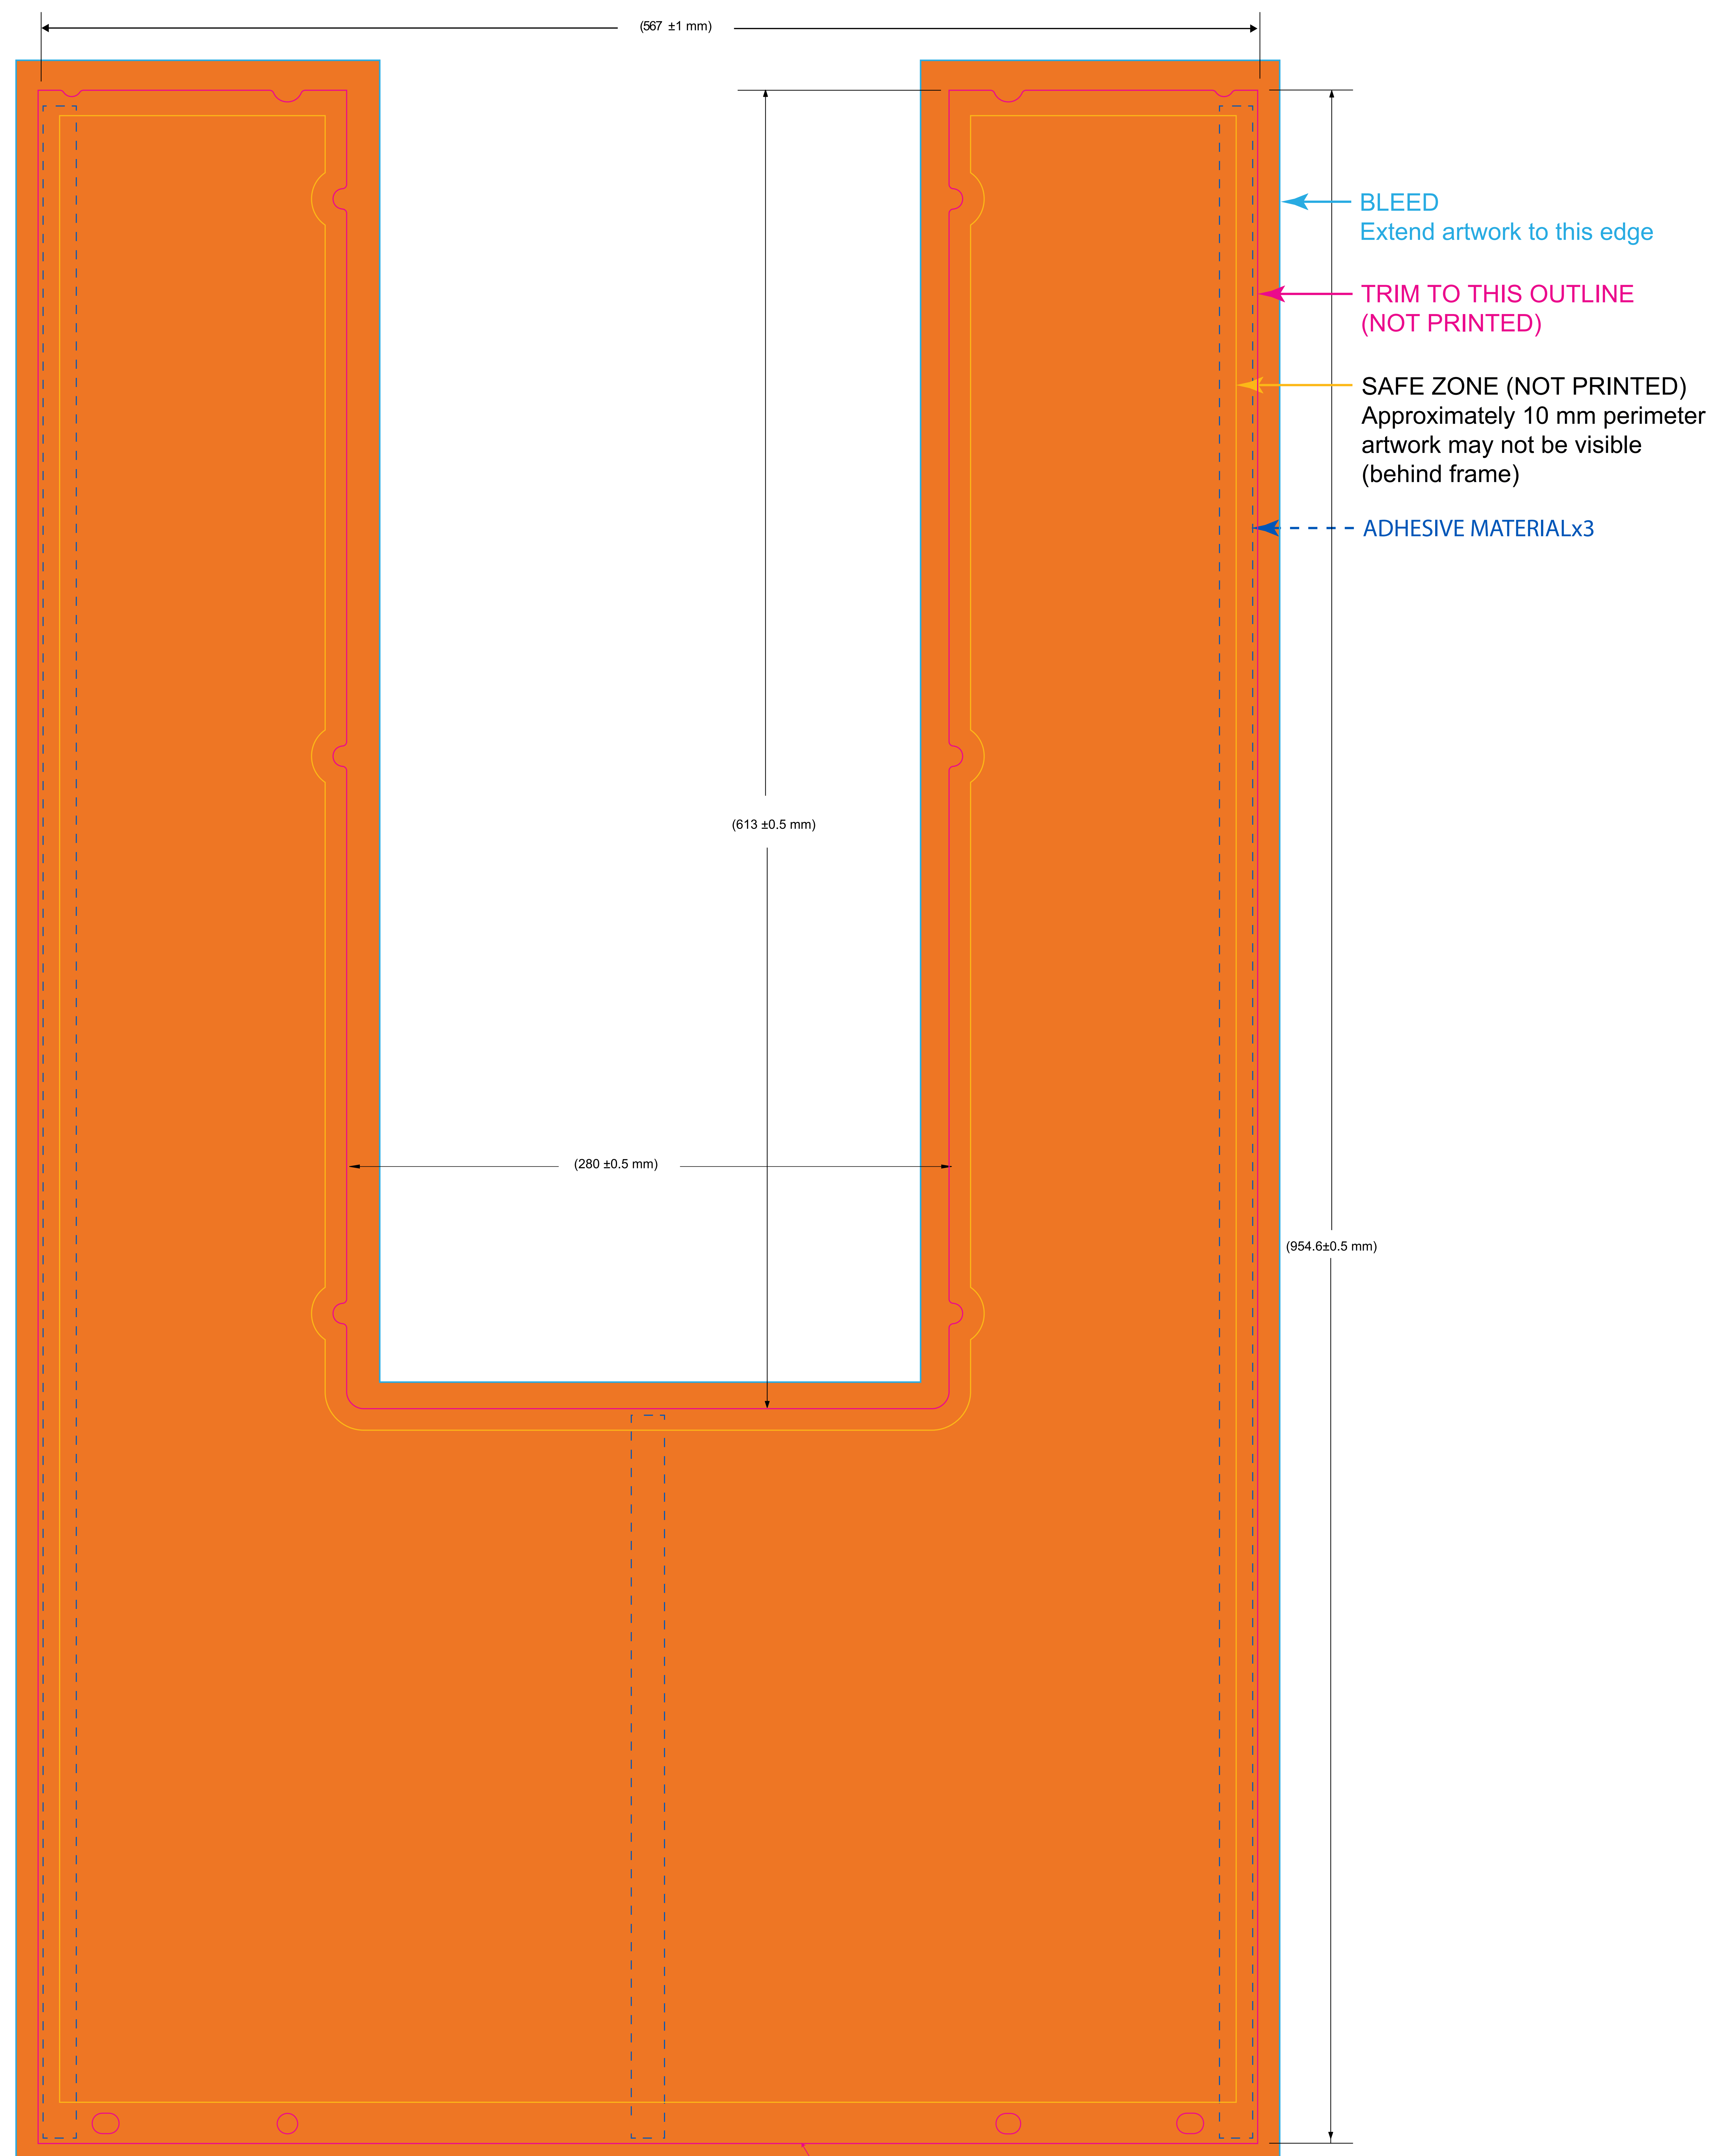 (567 ±1 mm)
BLEED
Extend artwork to this edge
TRIM TO THIS OUTLINE
(NOT PRINTED)
SAFE ZONE (NOT PRINTED)
Approximately 10 mm perimeter
artwork may not be visible
(behind frame)
ADHESIVE MATERIALx3
(613 ±0.5 mm)
(280 ±0.5 mm)
(954.6±0.5 mm)